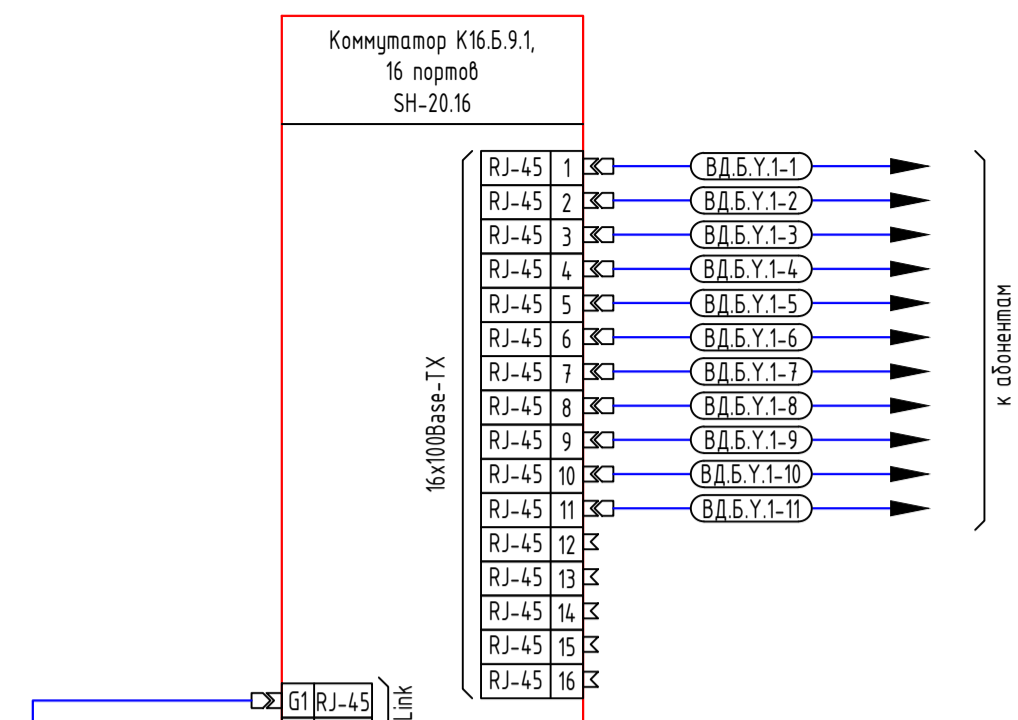 Коммутатор К16.Б.9.1,
16 портов
SH-20.16
16x100Base-TX
RJ-45 1 ВД.Б.Y.1-1
RJ-45 2 ВД.Б.Y.1-2
RJ-45 3 ВД.Б.Y.1-3
RJ-45 4 ВД.Б.Y.1-4
RJ-45 5 ВД.Б.Y.1-5
RJ-45 6 ВД.Б.Y.1-6
RJ-45 7 ВД.Б.Y.1-7
RJ-45 8 ВД.Б.Y.1-8
RJ-45 9 ВД.Б.Y.1-9
RJ-45 10 ВД.Б.Y.1-10
RJ-45 11 ВД.Б.Y.1-11
RJ-45 12
RJ-45 13
RJ-45 14
RJ-45 15
RJ-45 16
к абонентам
G1 RJ-45
Link